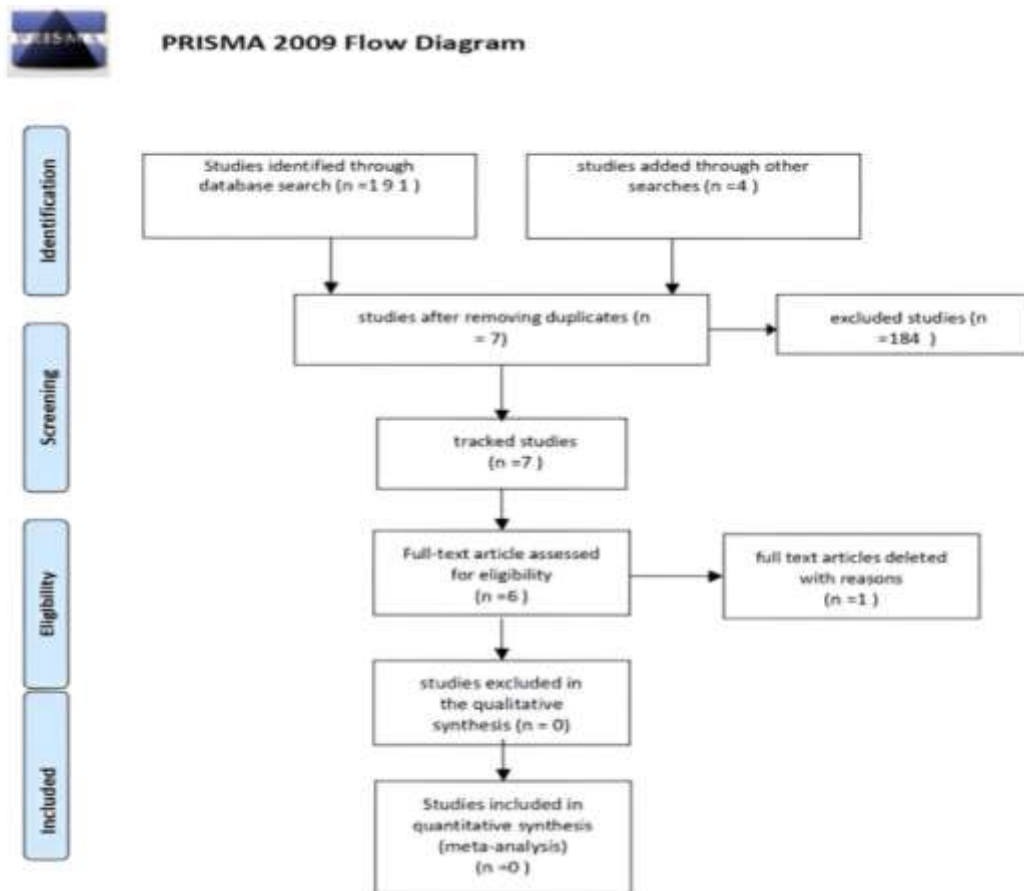 PRISMA
PRISMA 2009 Flow Diagram
Identification
Studies identified through
database search (n =1 9 1 )
studies added through other
searches (n =4 )
studies after removing duplicates (n
= 7)
excluded studies (n
=184 )
Screening
tracked studies
(n =7 )
Eligibility
Full-text article assessed
for eligibility
(n =6 )
full text articles deleted
with reasons
(n =1 )
studies excluded in
the qualitative
synthesis (n = 0)
Included
Studies included in
quantitative synthesis
(meta-analysis)
(n =0 )